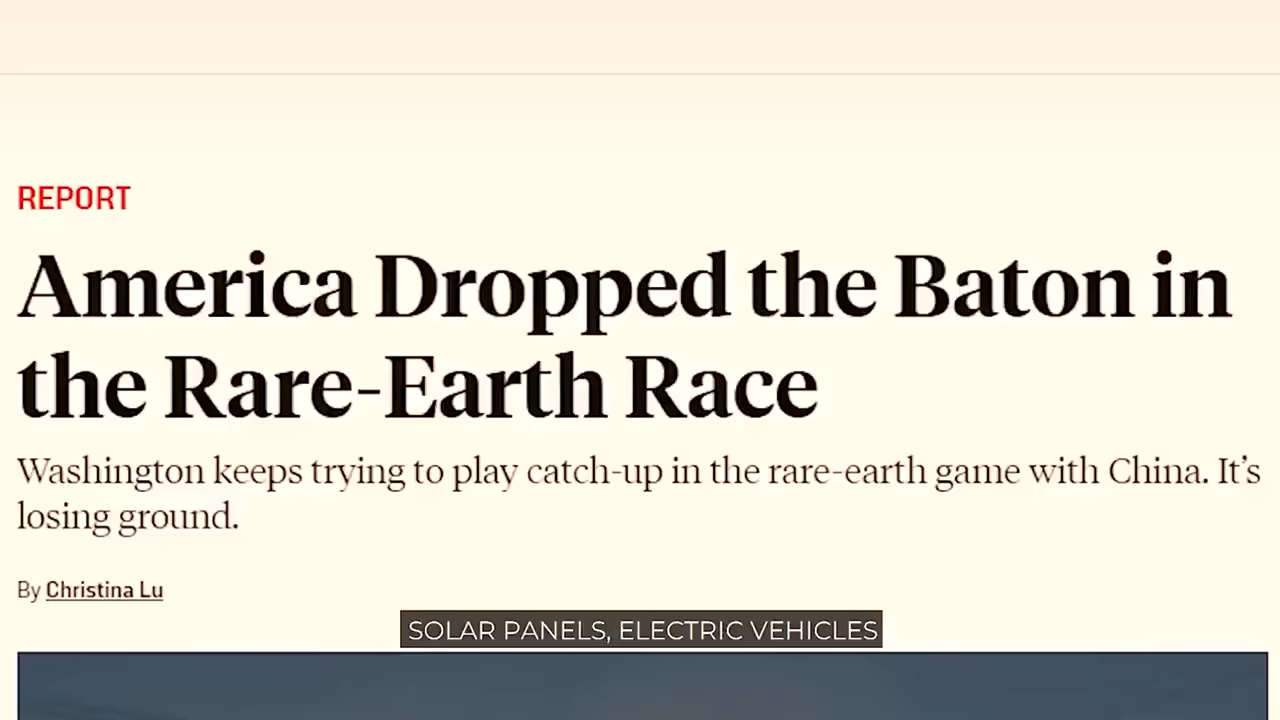 REPORT
America Dropped the Baton in
the Rare-Earth Race
Washington keeps trying to play catch-up in the rare-earth game with China. It’s
losing ground.
By Christina Lu
SOLAR PANELS, ELECTRIC VEHICLES